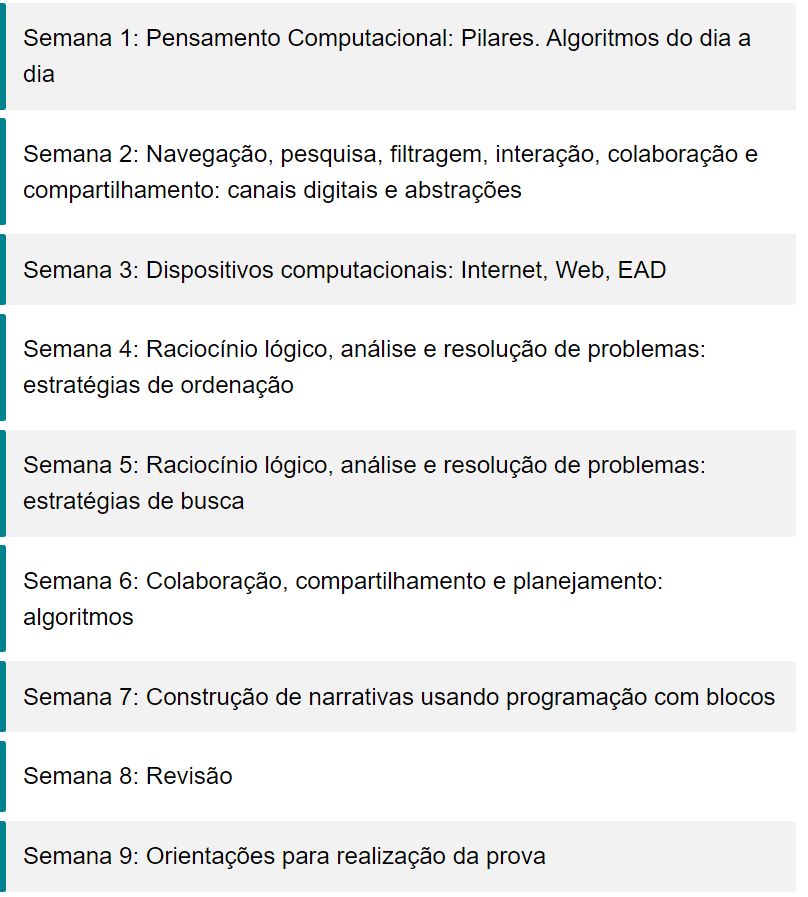 Semana 1: Pensamento Computacional: Pilares. Algoritmos do dia a
dia
Semana 2: Navegação, pesquisa, filtragem, interação, colaboração e
compartilhamento: canais digitais e abstrações
Semana 3: Dispositivos computacionais: Internet, Web, EAD
Semana 4: Raciocínio lógico, análise e resolução de problemas:
estratégias de ordenação
Semana 5: Raciocínio lógico, análise e resolução de problemas:
estratégias de busca
Semana 6: Colaboração, compartilhamento e planejamento:
algoritmos
Semana 7: Construção de narrativas usando programação com blocos
Semana 8: Revisão
Semana 9: Orientações para realização da prova